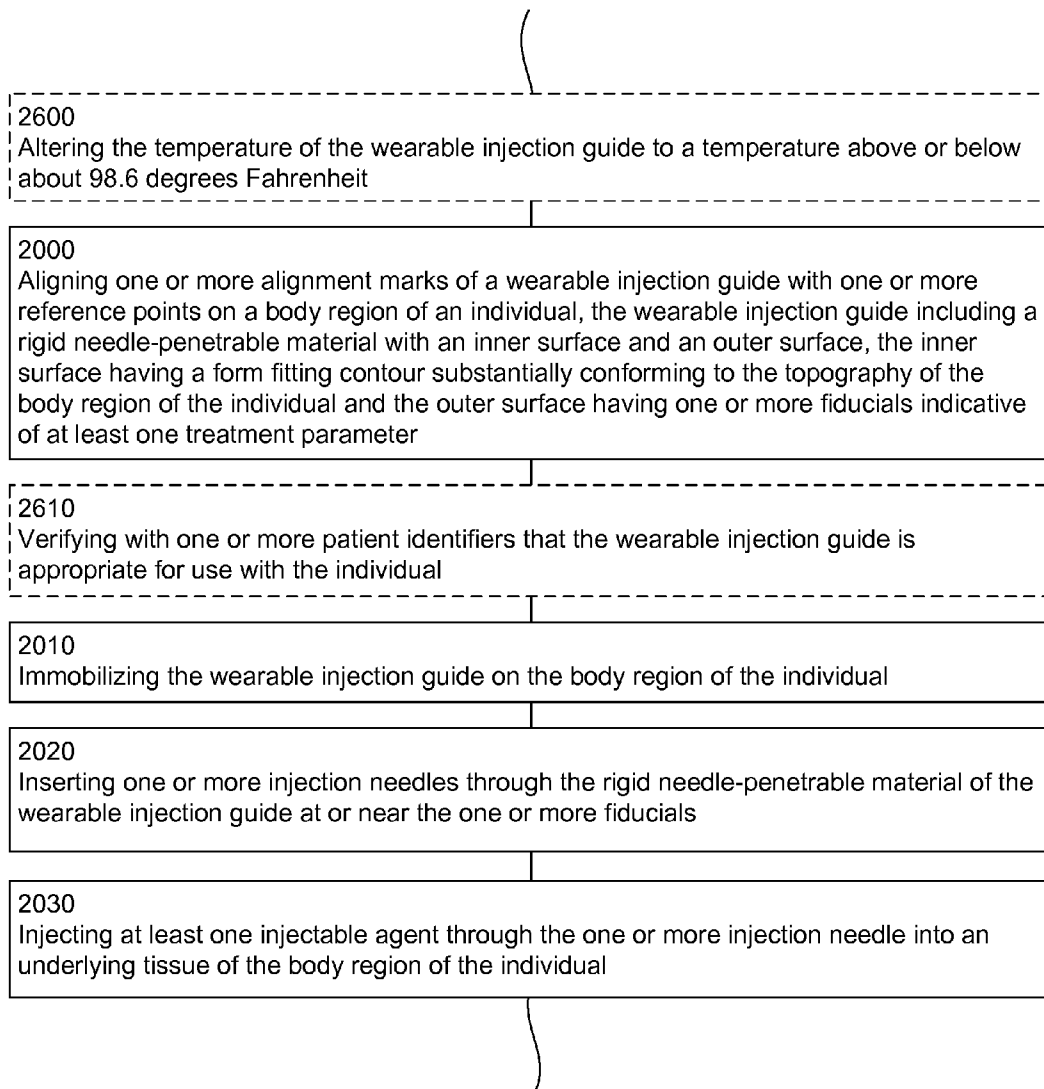 2600
Altering the temperature of the wearable injection guide to a temperature above or below
about 98.6 degrees Fahrenheit
2000
Aligning one or more alignment marks of a wearable injection guide with one or more
reference points on a body region of an individual, the wearable injection guide including a
rigid needle-penetrable material with an inner surface and an outer surface, the inner
surface having a form fitting contour substantially conforming to the topography of the
body region of the individual and the outer surface having one or more fiducials indicative
of at least one treatment parameter
2610
Verifying with one or more patient identifiers that the wearable injection guide is
appropriate for use with the individual
2010
Immobilizing the wearable injection guide on the body region of the individual
2020
Inserting one or more injection needles through the rigid needle-penetrable material of the
wearable injection guide at or near the one or more fiducials
2030
Injecting at least one injectable agent through the one or more injection needle into an
underlying tissue of the body region of the individual